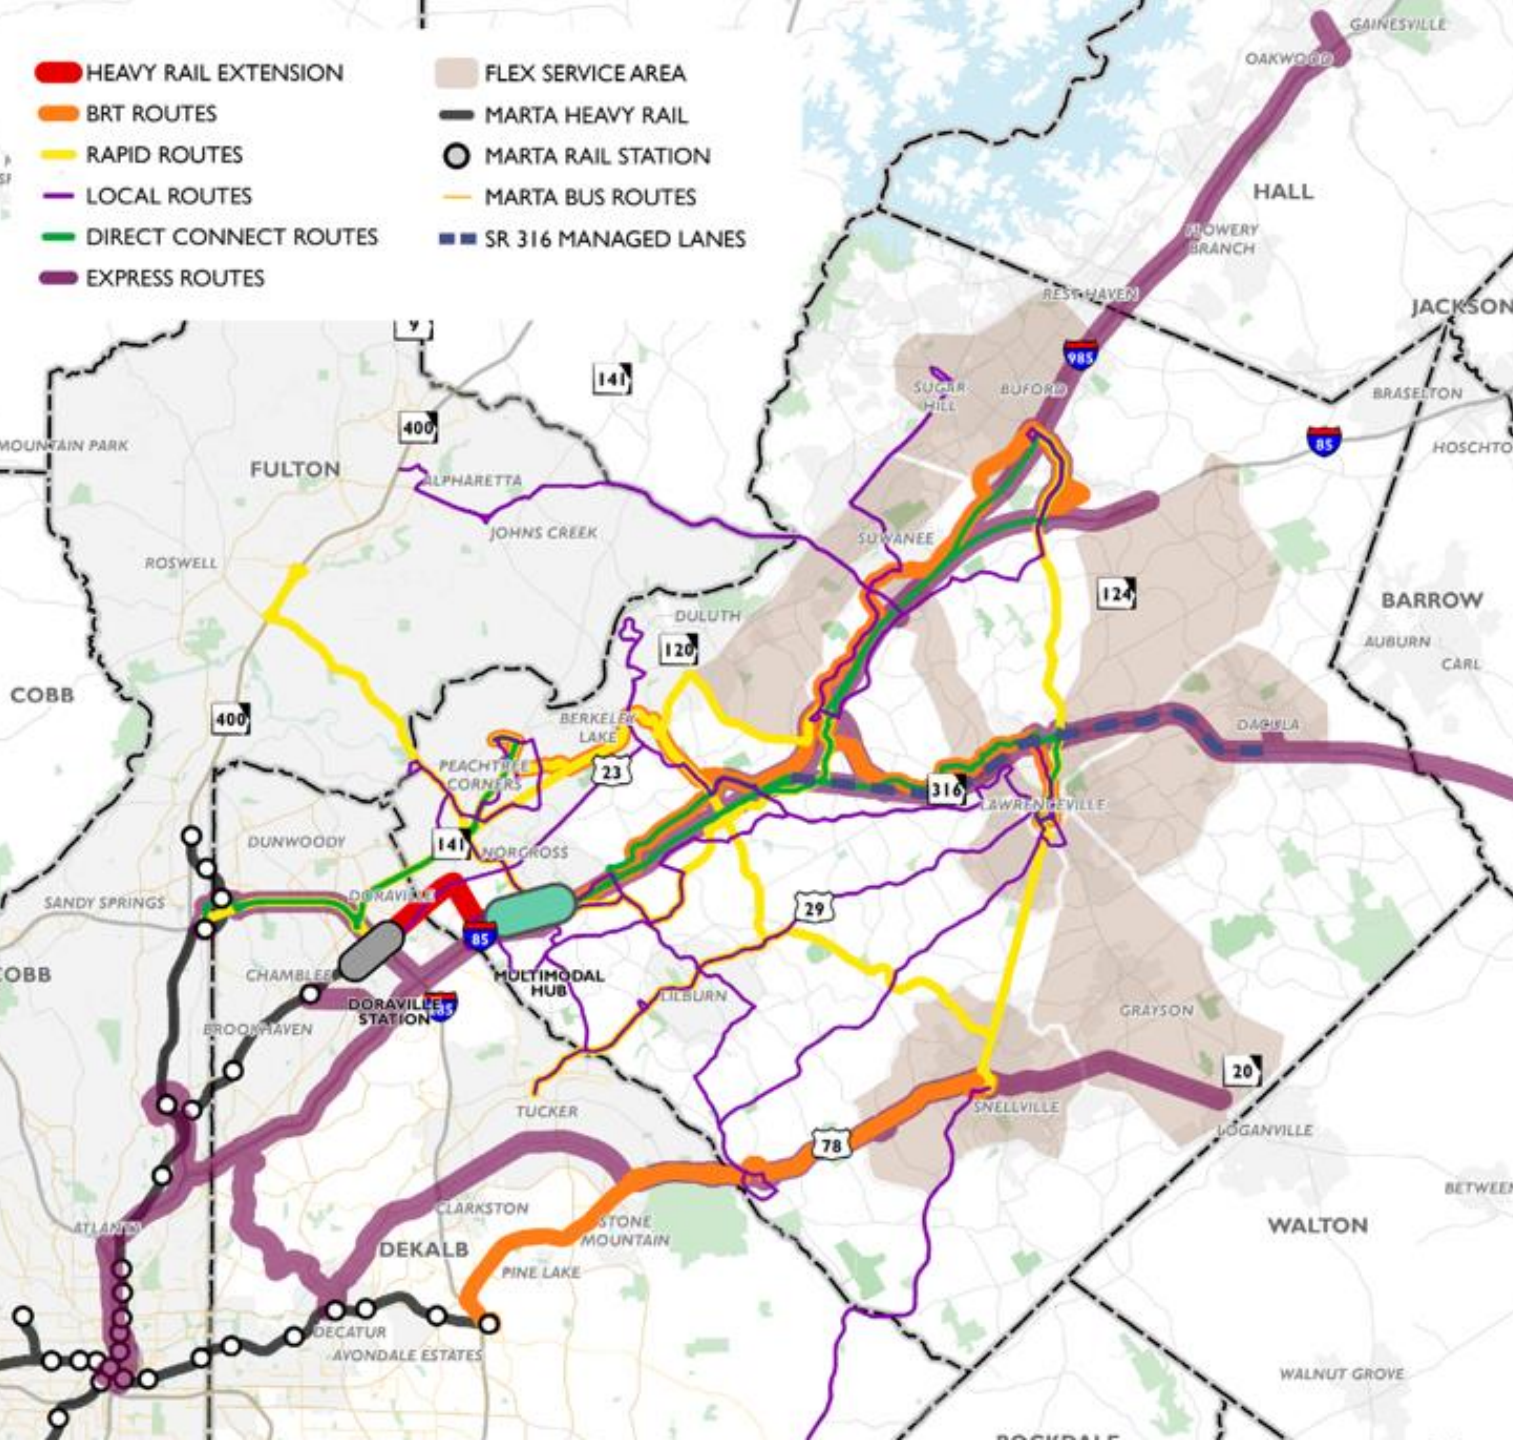 HEAVY RAIL EXTENSION
BRT ROUTES
RAPID ROUTES
LOCAL ROUTES
DIRECT CONNECT ROUTES
EXPRESS ROUTES
FLEX SERVICE AREA
MARTA HEAVY RAIL
MARTA RAIL STATION
MARTA BUS ROUTES
SR 316 MANAGED LANES
GAINESVILLE
OAKWOOD
HALL
FLOWERY
BRANCH
REST HAVEN
JACKSON
9
141
985
SUGAR
HILL
BUFORD
BRASELTON
400
85
HOSCHTO
MOUNTAIN PARK
FULTON
ALPHARETTA
JOHNS CREEK
SUWANEE
ROSWELL
124
BARROW
DULUTH
AUBURN
120
CARL
COBB
400
BERKELEY
LAKE
DACULA
PEACHTREE
CORNERS
23
316
LAWRENCEVILLE
DUNWOODY
141
NORCROSS
SANDY SPRINGS
DORAVILLE
29
85
COBB
CHAMBLEE
MULTIMODAL
HUB
DORAVILLE
STATION
LILBURN
GRAYSON
BROOKHAVEN
20
TUCKER
SNELLVILLE
LOGANVILLE
78
BETWEEN
ATLANTA
CLARKSTON
STONE
MOUNTAIN
WALTON
DEKALB
PINE LAKE
DECATUR
AVONDALE ESTATES
WALNUT GROVE
ROCKDALE